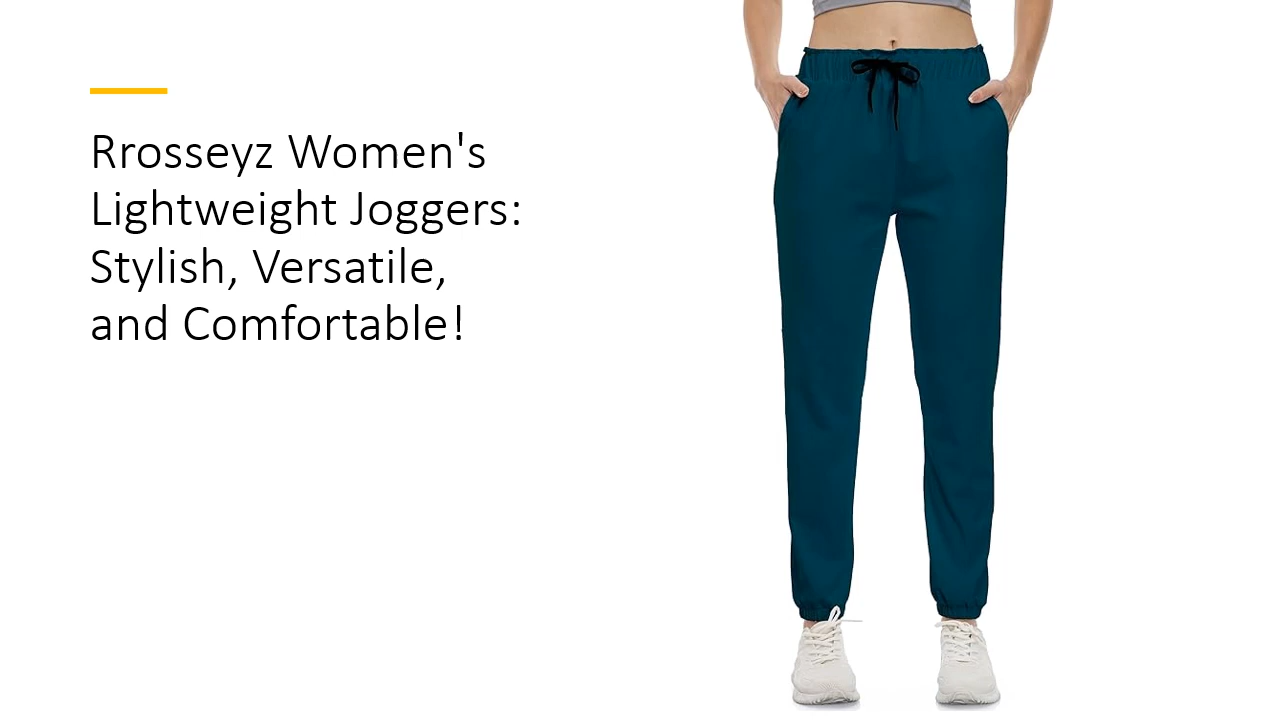 Rrosseyz Women's
Lightweight Joggers:
Stylish, Versatile,
and Comfortable!